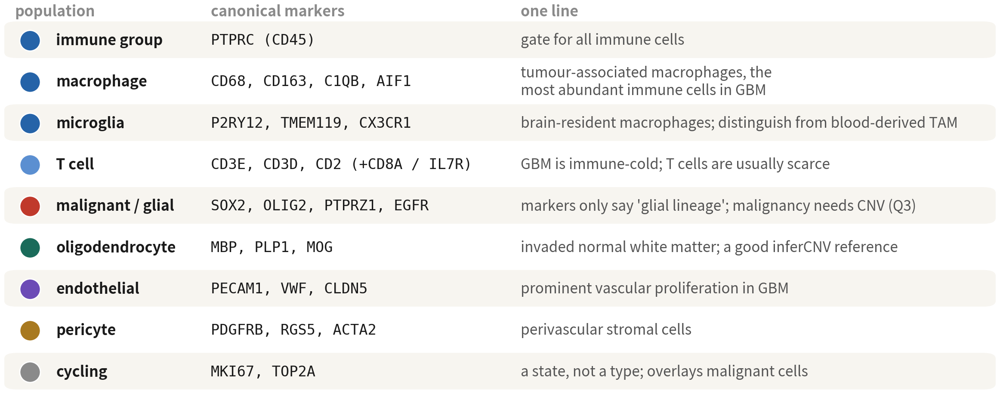 population canonical markers one line
immune group PTPRC (CD45) gate for all immune cells
macrophage CD68, CD163, C1QB, AIF1 tumour-associated macrophages, the
most abundant immune cells in GBM
microglia P2RY12, TMEM119, CX3CR1 brain-resident macrophages; distinguish from blood-derived TAM
T cell CD3E, CD3D, CD2 (+CD8A / IL7R) GBM is immune-cold; T cells are usually scarce
malignant / glial SOX2, OLIG2, PTPRZ1, EGFR markers only say 'glial lineage'; malignancy needs CNV (Q3)
oligodendrocyte MBP, PLP1, MOG invaded normal white matter; a good inferCNV reference
endothelial PECAM1, VWF, CLDN5 prominent vascular proliferation in GBM
pericyte PDGFRB, RGS5, ACTA2 perivascular stromal cells
cycling MKI67, TOP2A a state, not a type; overlays malignant cells